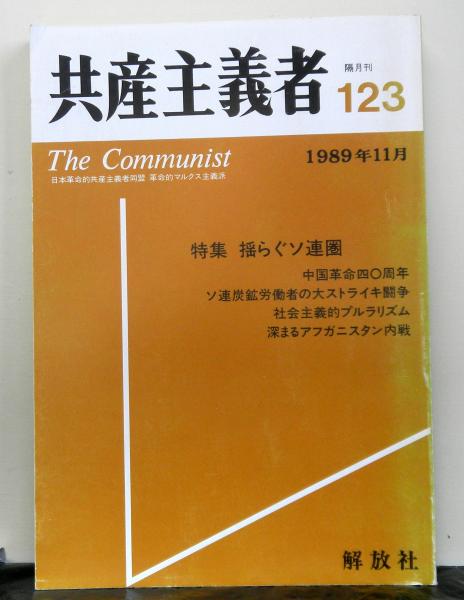 隔月刊
共産主義者 123
The Communist
1989年11月
日本革命的共産主義者同盟 革命的マルクス主義派
特集 揺らぐソ連圏
中国革命四〇周年
ソ連炭鉱労働者の大ストライキ闘争
社会主義的プルラリズム
深まるアフガニスタン内戦
解放社